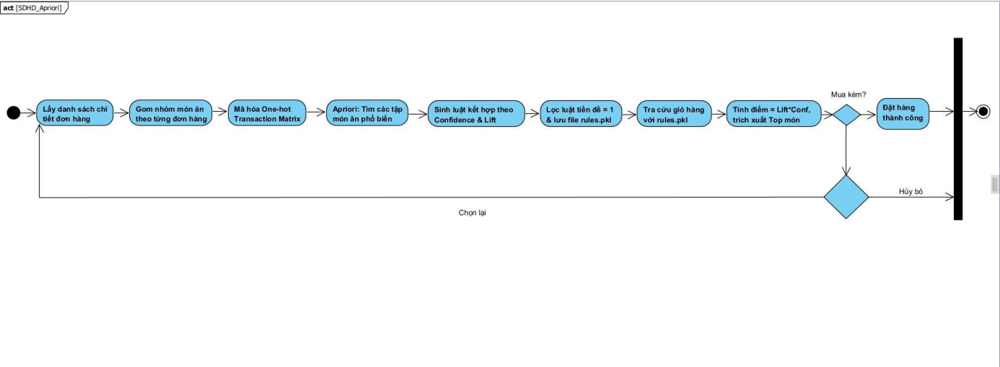 act [SDHD_Apriori]
Mua kèm?
Lấy danh sách chi
tiết đơn hàng
Gom nhóm món ăn
theo từng đơn hàng
Mã hóa One-hot
Transaction Matrix
Apriori: Tìm các tập
món ăn phổ biến
Sinh luật kết hợp theo
Confidence & Lift
Lọc luật tiền đề = 1
& lưu file rules.pkl
Tra cứu giỏ hàng
với rules.pkl
Tính điểm = Lift*Conf,
trích xuất Top món
Đặt hàng
thành công
Hủy bỏ
Chọn lại